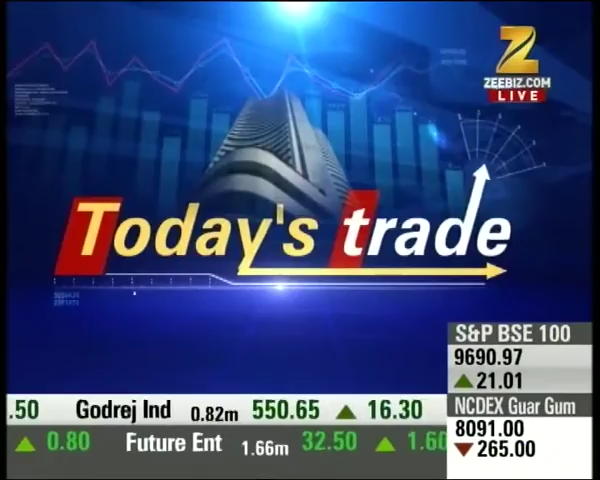 Z
ZEEBIZ.COM
LIVE
Today's trade
S&P BSE 100
9690.97
▲ 21.01
NCDEX Guar Gum
8091.00
▼ 265.00
.50 Godrej Ind 0.82m 550.65 ▲ 16.30
▲ 0.80 Future Ent 1.66m 32.50 ▲ 1.60